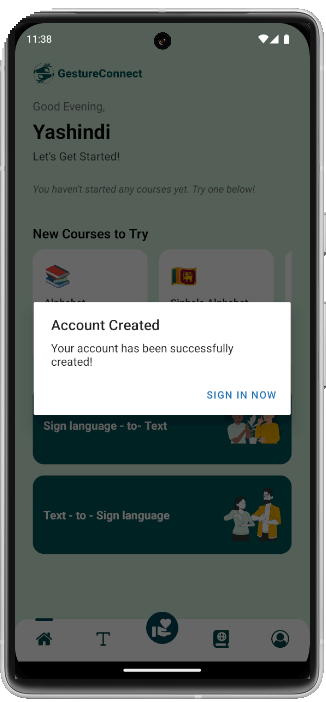 11:38
GestureConnect
Good Evening,
Yashindi
Let's Get Started!
You haven't started any courses yet. Try one below!
New Courses to Try
Alphabet
Sinhala Alphabet
Account Created
Your account has been successfully
created!
SIGN IN NOW
Sign language - to- Text
Text - to - Sign language
T